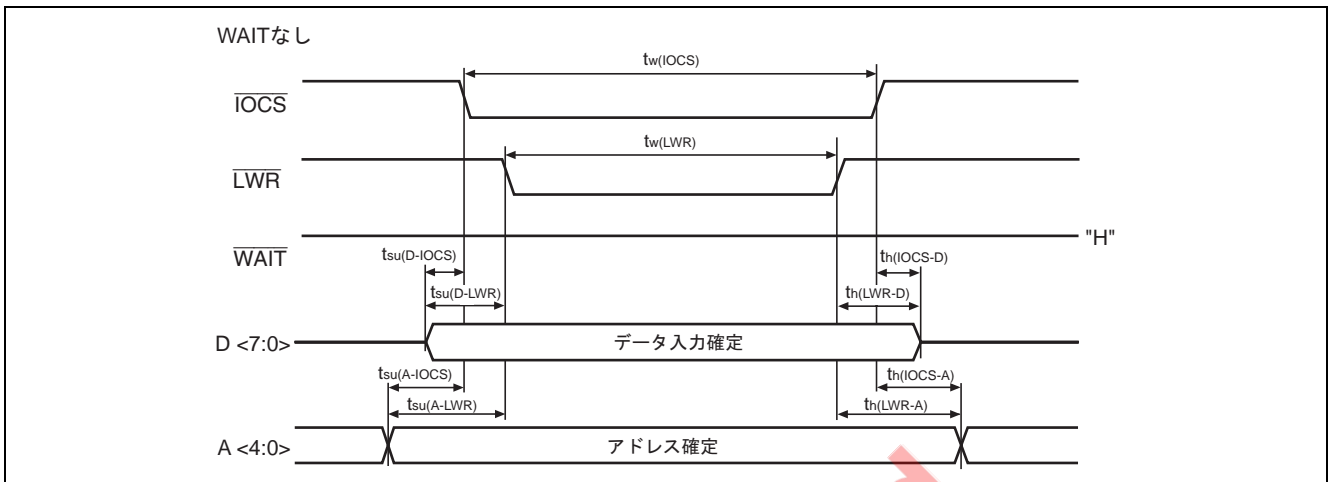 WAITなし
tw(IOCS)
IOCS
tw(LWR)
LWR
"H"
WAIT
tsu(D-IOCS)
th(IOCS-D)
tsu(D-LWR)
th(LWR-D)
D <7:0>
データ入力確定
tsu(A-IOCS)
th(IOCS-A)
tsu(A-LWR)
th(LWR-A)
A <4:0>
アドレス確定